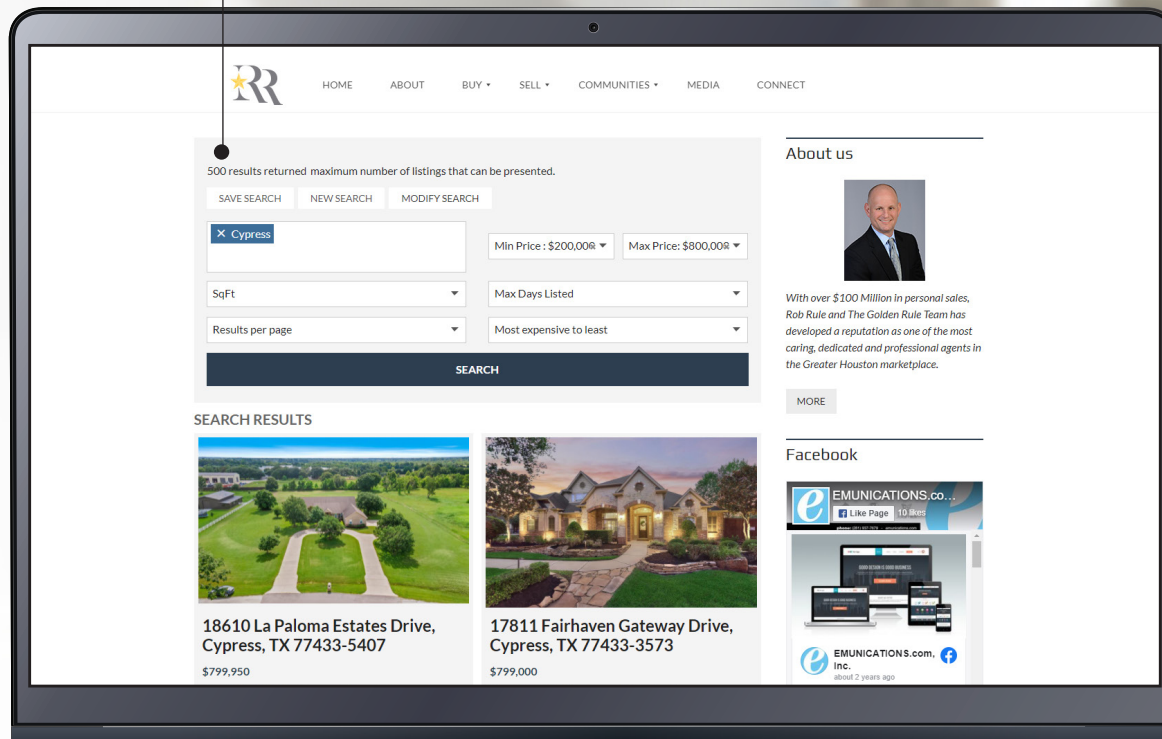 RR
HOME ABOUT BUY SELL COMMUNITIES MEDIA CONNECT
500 results returned maximum number of listings that can be presented.
SAVE SEARCH NEW SEARCH MODIFY SEARCH
× Cypress
Min Price : $200,00 Max Price: $800,00
SqFt Max Days Listed
Results per page Most expensive to least
SEARCH
SEARCH RESULTS
18610 La Paloma Estates Drive,
Cypress, TX 77433-5407
$799,950
17811 Fairhaven Gateway Drive,
Cypress, TX 77433-3573
$799,000
About us
With over $100 Million in personal sales,
Rob Rule and The Golden Rule Team has
developed a reputation as one of the most
caring, dedicated and professional agents in
the Greater Houston marketplace.
MORE
Facebook
e EMUNICATIONS.co...
Like Page 10 likes
GOOD DESIGN IS GOOD BUSINESS
e EMUNICATIONS.com,
Inc.
about 2 years ago